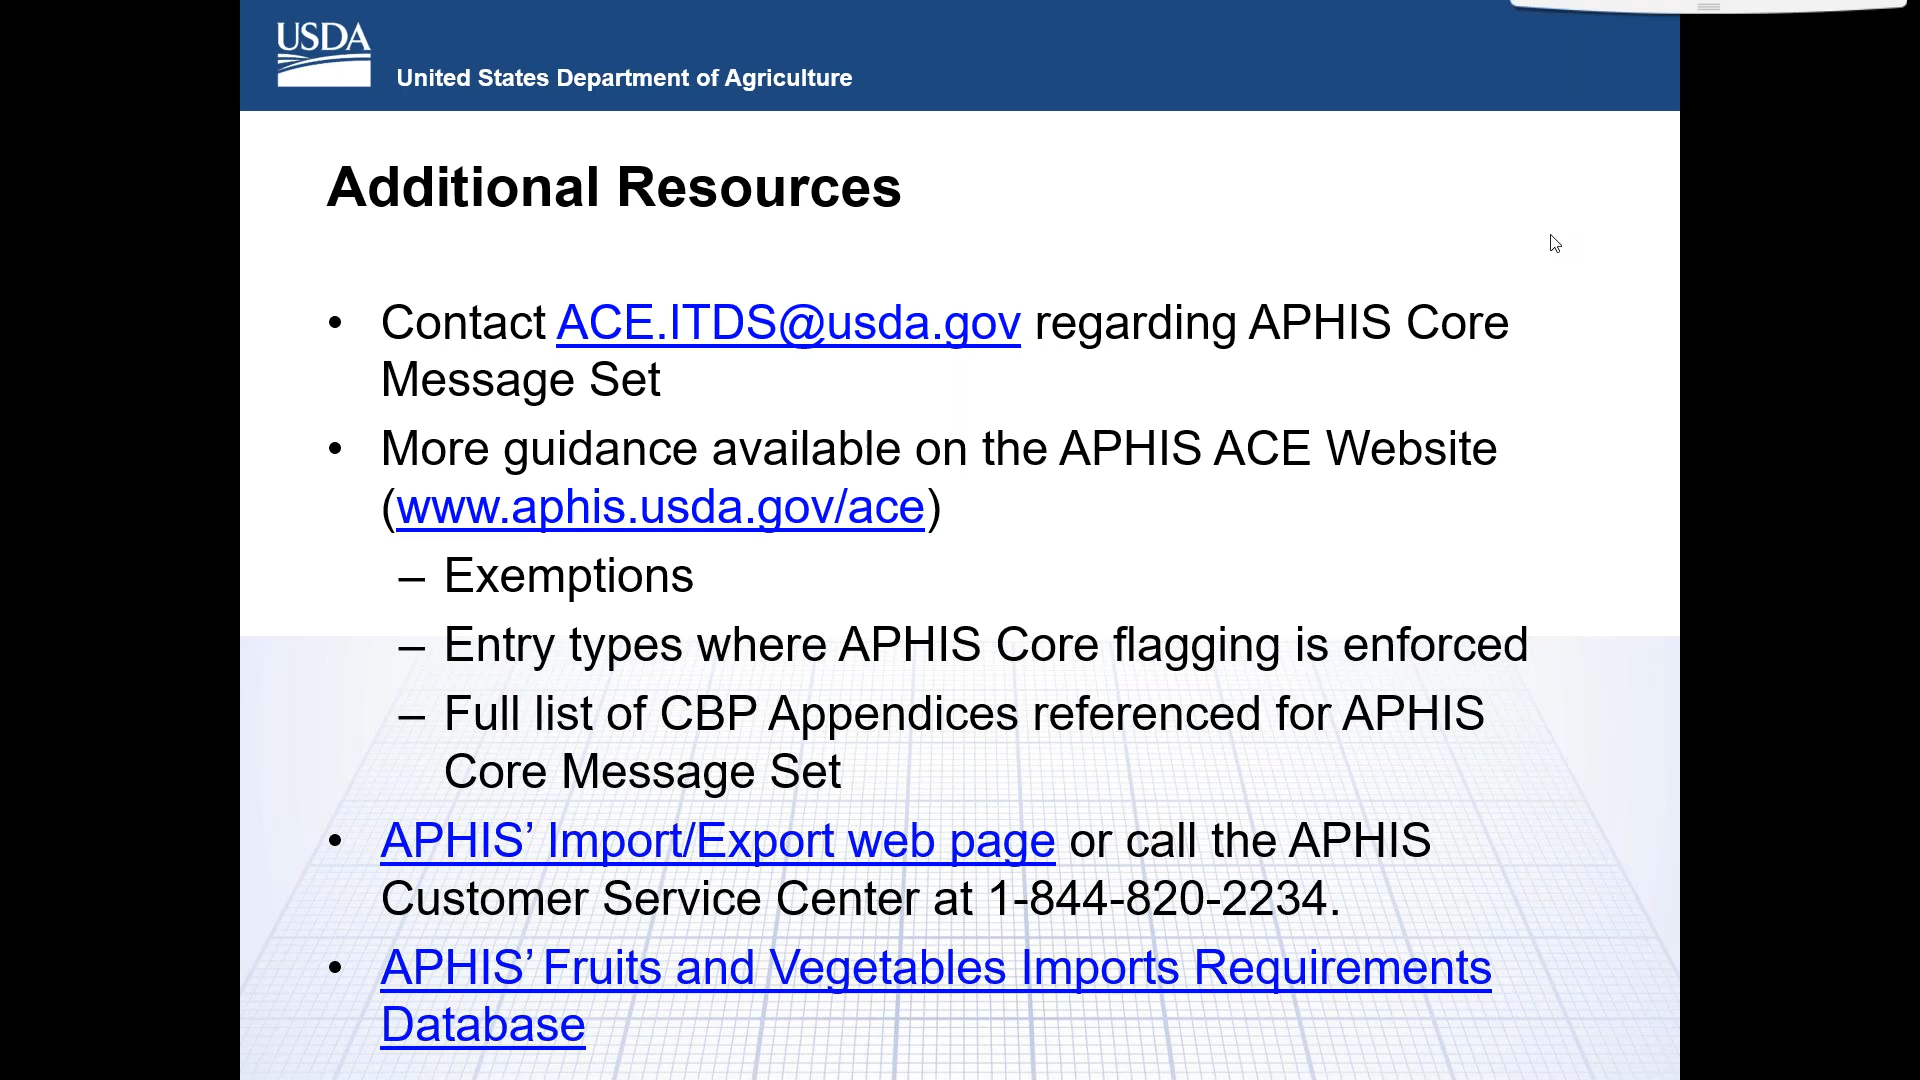 USDA
United States Department of Agriculture
Additional Resources
• Contact ACE.ITDS@usda.gov regarding APHIS Core
Message Set
• More guidance available on the APHIS ACE Website
(www.aphis.usda.gov/ace)
– Exemptions
– Entry types where APHIS Core flagging is enforced
– Full list of CBP Appendices referenced for APHIS
Core Message Set
• APHIS’ Import/Export web page or call the APHIS
Customer Service Center at 1-844-820-2234.
• APHIS’ Fruits and Vegetables Imports Requirements
Database